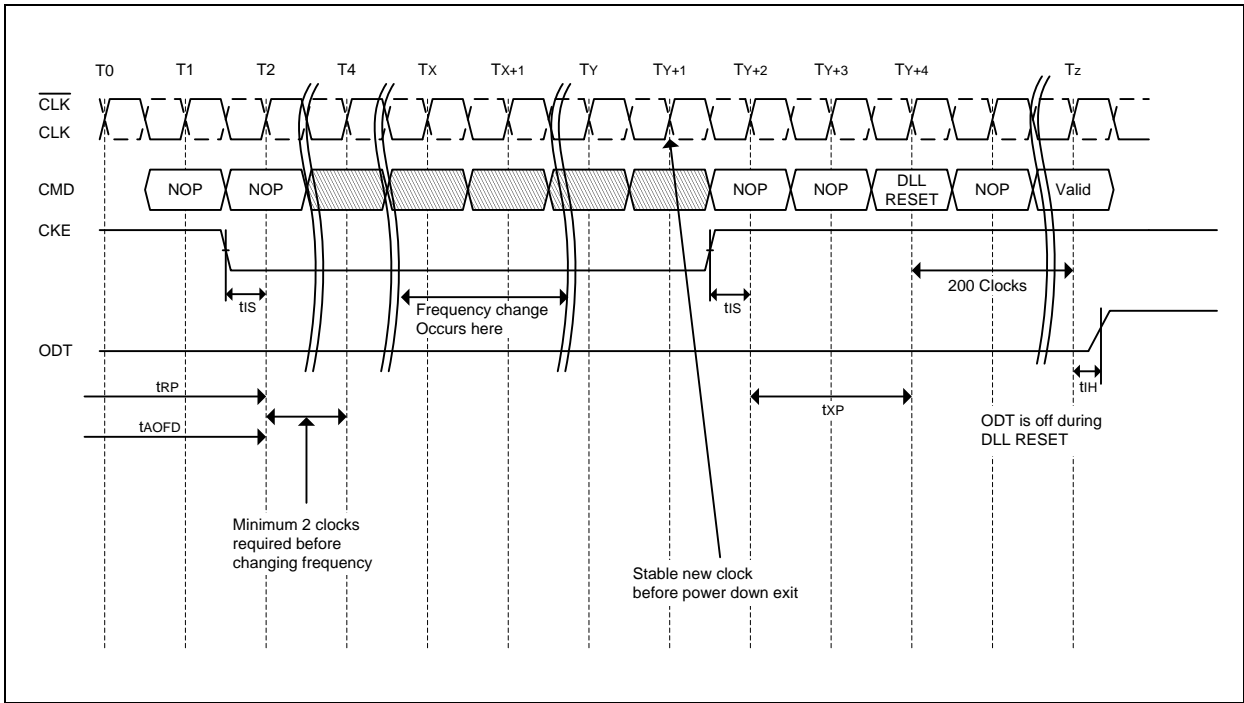 T0 T1 T2 T4 TX TX+1 TY TY+1 TY+2 TY+3 TY+4 Tz
CLK
CLK
CMD NOP NOP NOP NOP DLL RESET NOP Valid
CKE
tIS
Frequency change
Occurs here
tIS
200 Clocks
ODT
tRP
tXP
tIH
tAOFD
ODT is off during
DLL RESET
Minimum 2 clocks
required before
changing frequency
Stable new clock
before power down exit